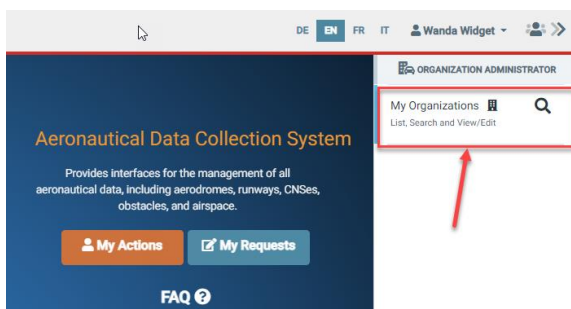 DE EN FR IT Wanda Widget
ORGANIZATION ADMINISTRATOR
My Organizations
List, Search and View/Edit
Aeronautical Data Collection System
Provides interfaces for the management of all
aeronautical data, including aerodromes, runways, CNSes,
obstacles, and airspace.
My Actions My Requests
FAQ